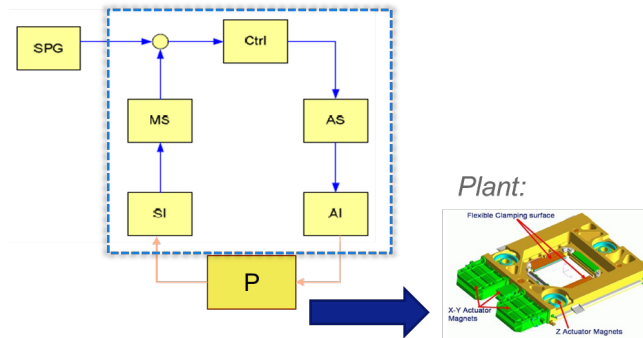 SPG
Ctrl
MS
AS
SI
AI
P
Plant:
Flexible Clamping surface
X-Y Actuator
Magnets
Z Actuator Magnets